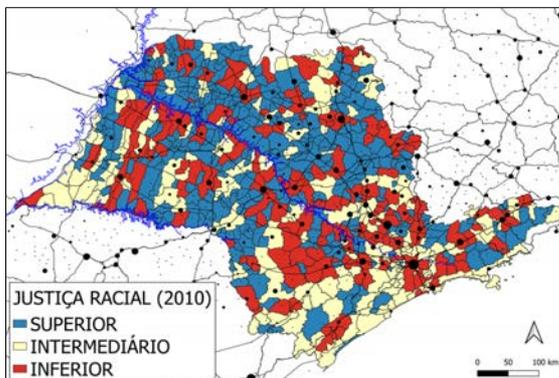 JUSTIÇA RACIAL (2010)
SUPERIOR
INTERMEDIÁRIO
INFERIOR
0 50 100 km